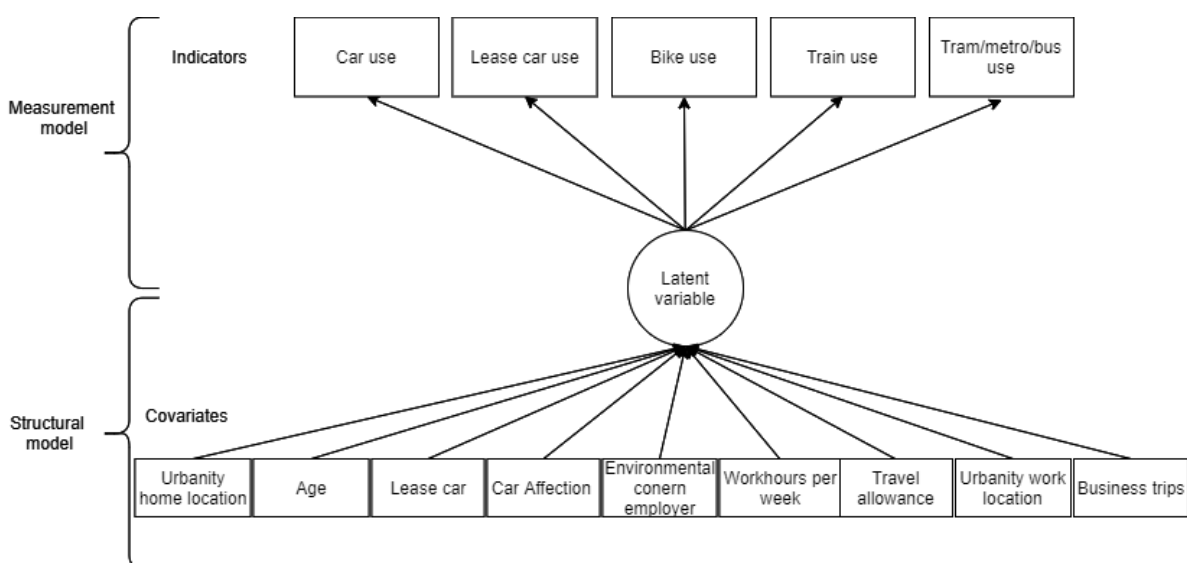 Indicators
Car use
Lease car use
Bike use
Train use
Tram/metro/bus
use
Measurement
model
Latent
variable
Structural
model
Covariates
Urbanity
home location
Age
Lease car
Car Affection
Environmental
conern
employer
Workhours per
week
Travel
allowance
Urbanity work
location
Business trips